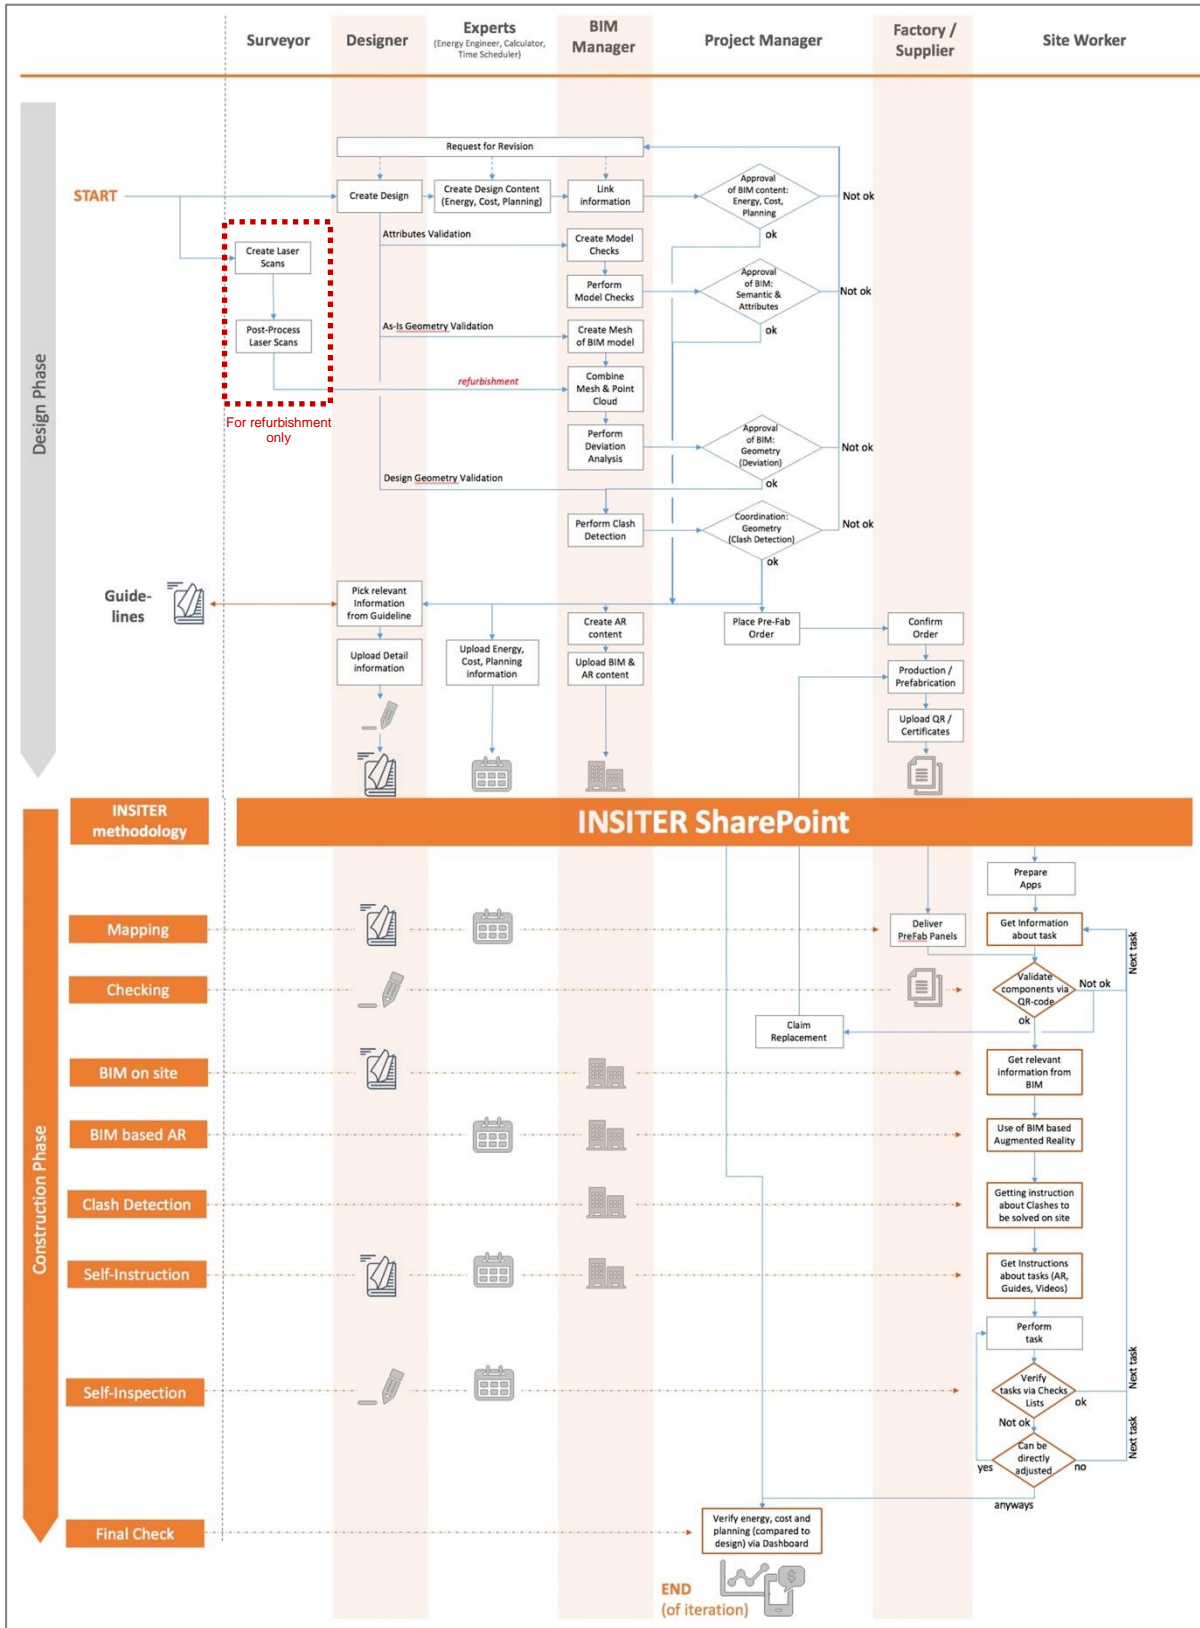 Surveyor
Designer
Experts
(Energy Engineer, Calculator,
Time Scheduler)
BIM
Manager
Project Manager
Factory /
Supplier
Site Worker
Design Phase
Request for Revision
START
Create Design
Create Design Content
(Energy, Cost, Planning)
Link
information
Approval
of BIM content:
Energy, Cost,
Planning
Not ok
ok
Attributes Validation
Create Laser
Scans
Create Model
Checks
Perform
Model Checks
Approval
of BIM:
Semantic &
Attributes
Not ok
ok
Post-Process
Laser Scans
As-Is Geometry Validation
Create Mesh
of BIM model
refurbishment
Combine
Mesh & Point
Cloud
For refurbishment
only
Perform
Deviation
Analysis
Approval
of BIM:
Geometry
(Deviation)
Not ok
ok
Design Geometry Validation
Perform Clash
Detection
Coordination:
Geometry
(Clash Detection)
Not ok
ok
Guide-
lines
Pick relevant
Information
from Guideline
Create AR
content
Place Pre-Fab
Order
Confirm
Order
Upload Detail
information
Upload Energy,
Cost, Planning
information
Upload BIM &
AR content
Production /
Prefabrication
Upload QR /
Certificates
INSITER
methodology
INSITER SharePoint
Construction Phase
Prepare
Apps
Mapping
Deliver
PreFab Panels
Get Information
about task
Next task
Checking
Validate
components via
QR-code
Not ok
ok
Claim
Replacement
BIM on site
Get relevant
information from
BIM
BIM based AR
Use of BIM based
Augmented Reality
Clash Detection
Getting instruction
about Clashes to
be solved on site
Self-Instruction
Get Instructions
about tasks (AR,
Guides, Videos)
Perform
task
Self-Inspection
Verify
tasks via Checks
Lists
ok
Next task
Not ok
Can be
directly
adjusted
yes
no
Next task
anyways
Final Check
Verify energy, cost and
planning (compared to
design) via Dashboard
END
(of iteration)
$